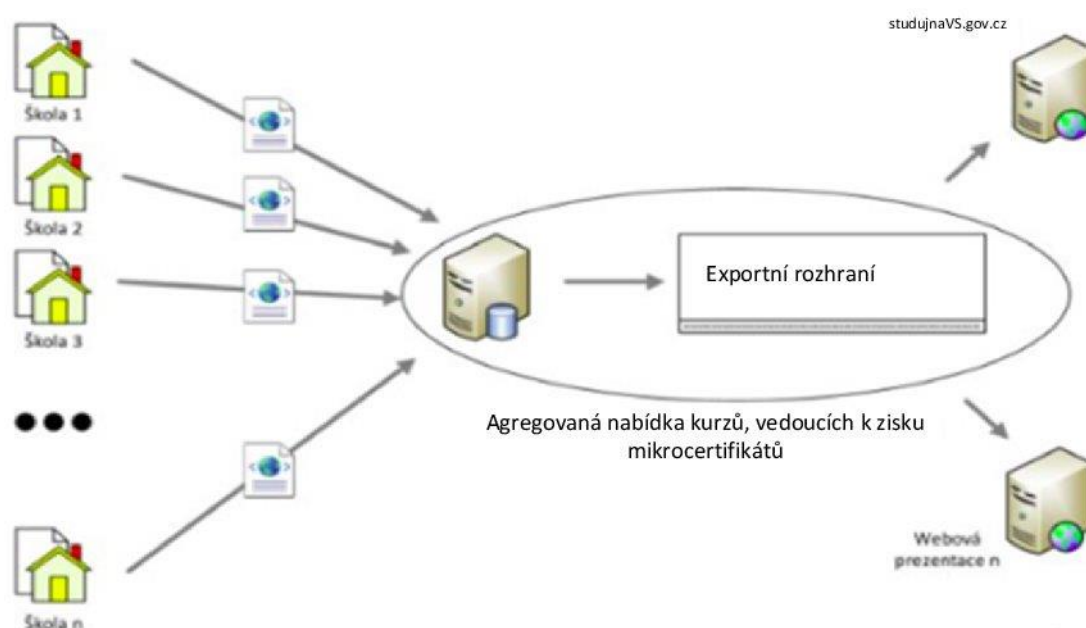 studujnaVS.gov.cz
Škola 1
Škola 2
Škola 3
Exportní rozhraní
Agregovaná nabídka kurzů, vedoucích k zisku
mikrocertifikátů
Webová
prezentace n
Škola n